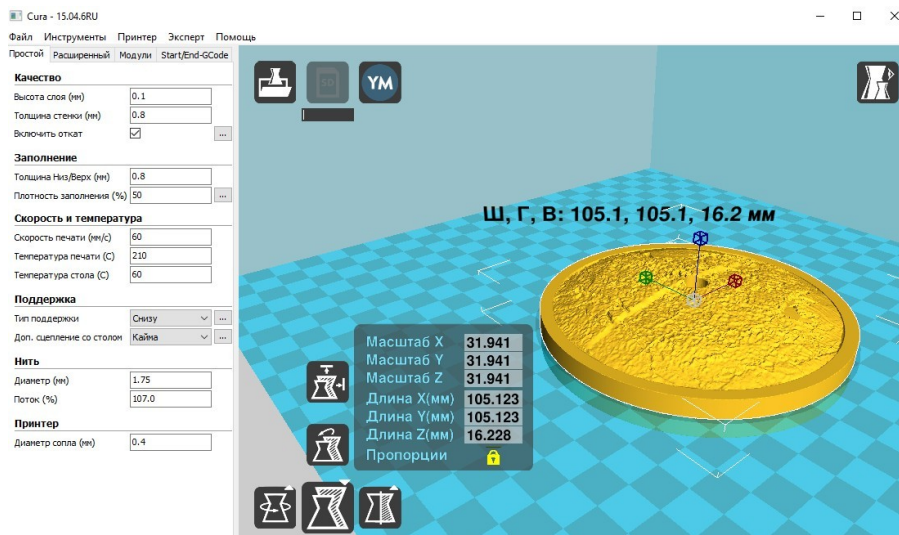 Cura - 15.04.6RU
Файл Инструменты Принтер Эксперт Помощь
Простой Расширенный Модули Start/End-GCode
Качество
Высота слоя (мм) 0.1
Толщина стенки (мм) 0.8
Включить откат ...
Заполнение
Толщина Низ/Верх (мм) 0.8
Плотность заполнения (%) 50 ...
Скорость и температура
Скорость печати (мм/с) 60
Температура печати (C) 210
Температура стола (C) 60
Поддержка
Тип поддержки Снизу ...
Доп. сцепление со столом Кайма ...
Нить
Диаметр (мм) 1.75
Поток (%) 107.0
Принтер
Диаметр сопла (мм) 0.4
SD
YM
Ш, Г, В: 105.1, 105.1, 16.2 мм
Масштаб X 31.941
Масштаб Y 31.941
Масштаб Z 31.941
Длина X(мм) 105.123
Длина Y(мм) 105.123
Длина Z(мм) 16.228
Пропорции